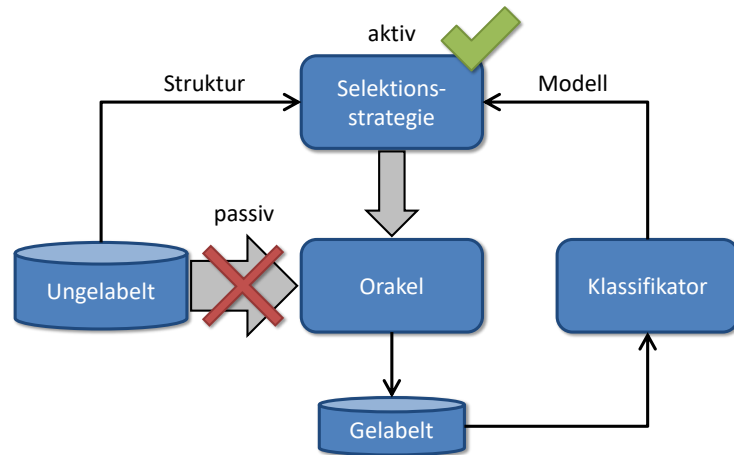 aktiv
Struktur
Selektions-
strategie
Modell
passiv
Ungelabelt
Orakel
Klassifikator
Gelabelt